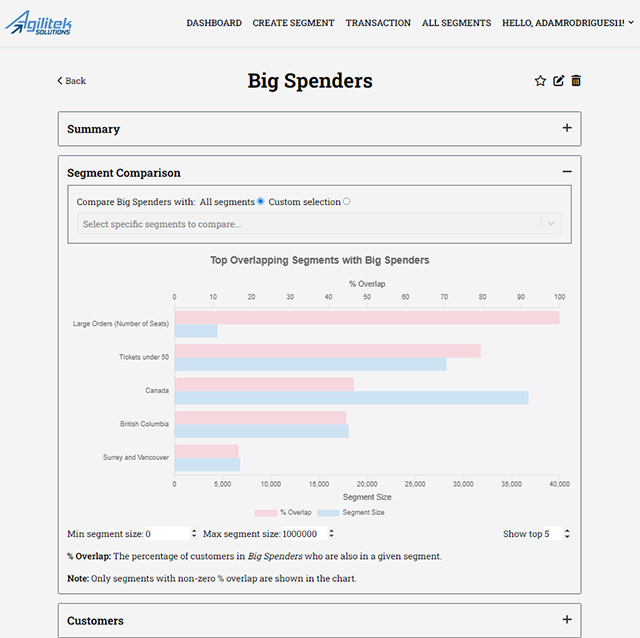 Agilitek
SOLUTIONS
DASHBOARD CREATE SEGMENT TRANSACTION ALL SEGMENTS HELLO, ADAMRODRIGUES11!
Back
Big Spenders
Summary
Segment Comparison
Compare Big Spenders with: All segments Custom selection
Select specific segments to compare...
Top Overlapping Segments with Big Spenders
% Overlap
0 10 20 30 40 50 60 70 80 90 100
Large Orders (Number of Seats)
Tickets under 50
Canada
British Columbia
Surrey and Vancouver
0 5,000 10,000 15,000 20,000 25,000 30,000 35,000 40,000
Segment Size
% Overlap Segment Size
Min segment size: 0 Max segment size: 1000000 Show top 5
% Overlap: The percentage of customers in Big Spenders who are also in a given segment.
Note: Only segments with non-zero % overlap are shown in the chart.
Customers